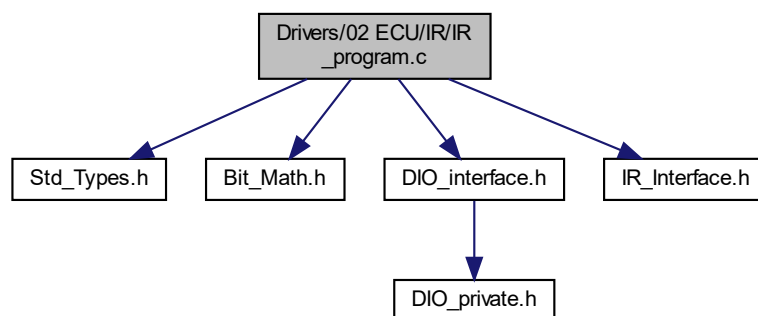 Drivers/02 ECU/IR/IR
_program.c
Std_Types.h
Bit_Math.h
DIO_interface.h
IR_Interface.h
DIO_private.h